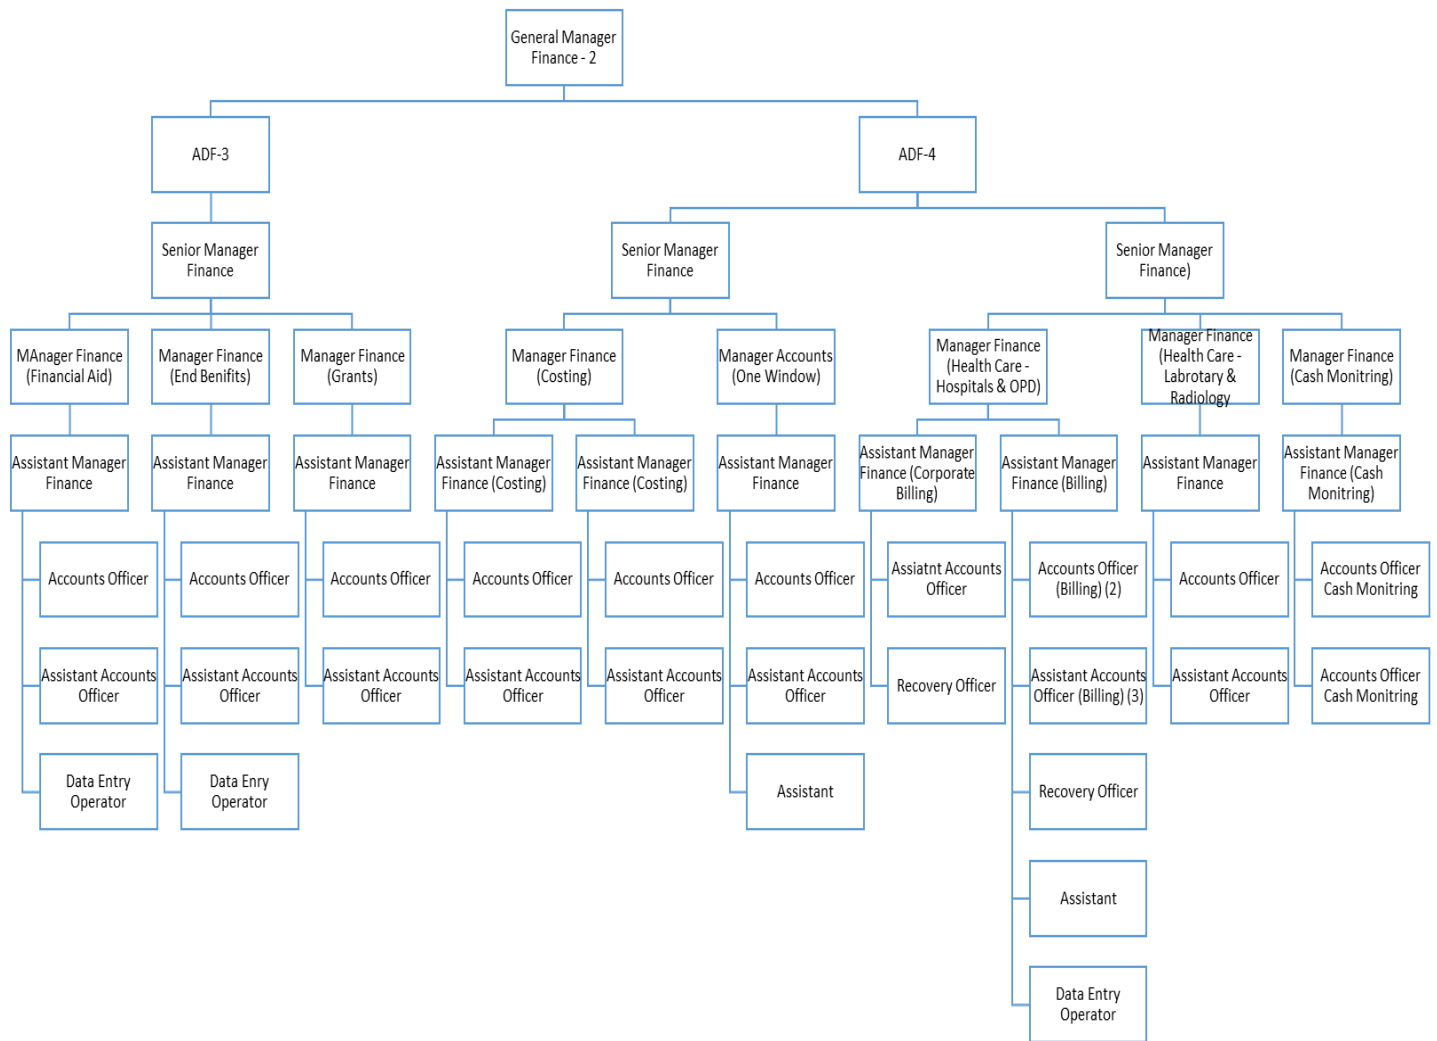 General Manager
Finance - 2
ADF-3
ADF-4
Senior Manager
Finance
Senior Manager
Finance
Senior Manager
Finance)
MAnager Finance
(Financial Aid)
Manager Finance
(End Benifits)
Manager Finance
(Grants)
Manager Finance
(Costing)
Manager Accounts
(One Window)
Manager Finance
(Health Care -
Hospitals & OPD)
Manager Finance
(Health Care -
Labrotary &
Radiology
Manager Finance
(Cash Monitring)
Assistant Manager
Finance
Assistant Manager
Finance
Assistant Manager
Finance
Assistant Manager
Finance (Costing)
Assistant Manager
Finance (Costing)
Assistant Manager
Finance
Assistant Manager
Finance (Corporate
Billing)
Assistant Manager
Finance (Billing)
Assistant Manager
Finance
Assistant Manager
Finance (Cash
Monitring)
Accounts Officer
Accounts Officer
Accounts Officer
Accounts Officer
Accounts Officer
Accounts Officer
Assiatnt Accounts
Officer
Accounts Officer
(Billing) (2)
Accounts Officer
Accounts Officer
Cash Monitring
Assistant Accounts
Officer
Assistant Accounts
Officer
Assistant Accounts
Officer
Assistant Accounts
Officer
Assistant Accounts
Officer
Assistant Accounts
Officer
Recovery Officer
Assistant Accounts
Officer (Billing) (3)
Assistant Accounts
Officer
Accounts Officer
Cash Monitring
Data Entry
Operator
Data Enry
Operator
Assistant
Recovery Officer
Assistant
Data Entry
Operator